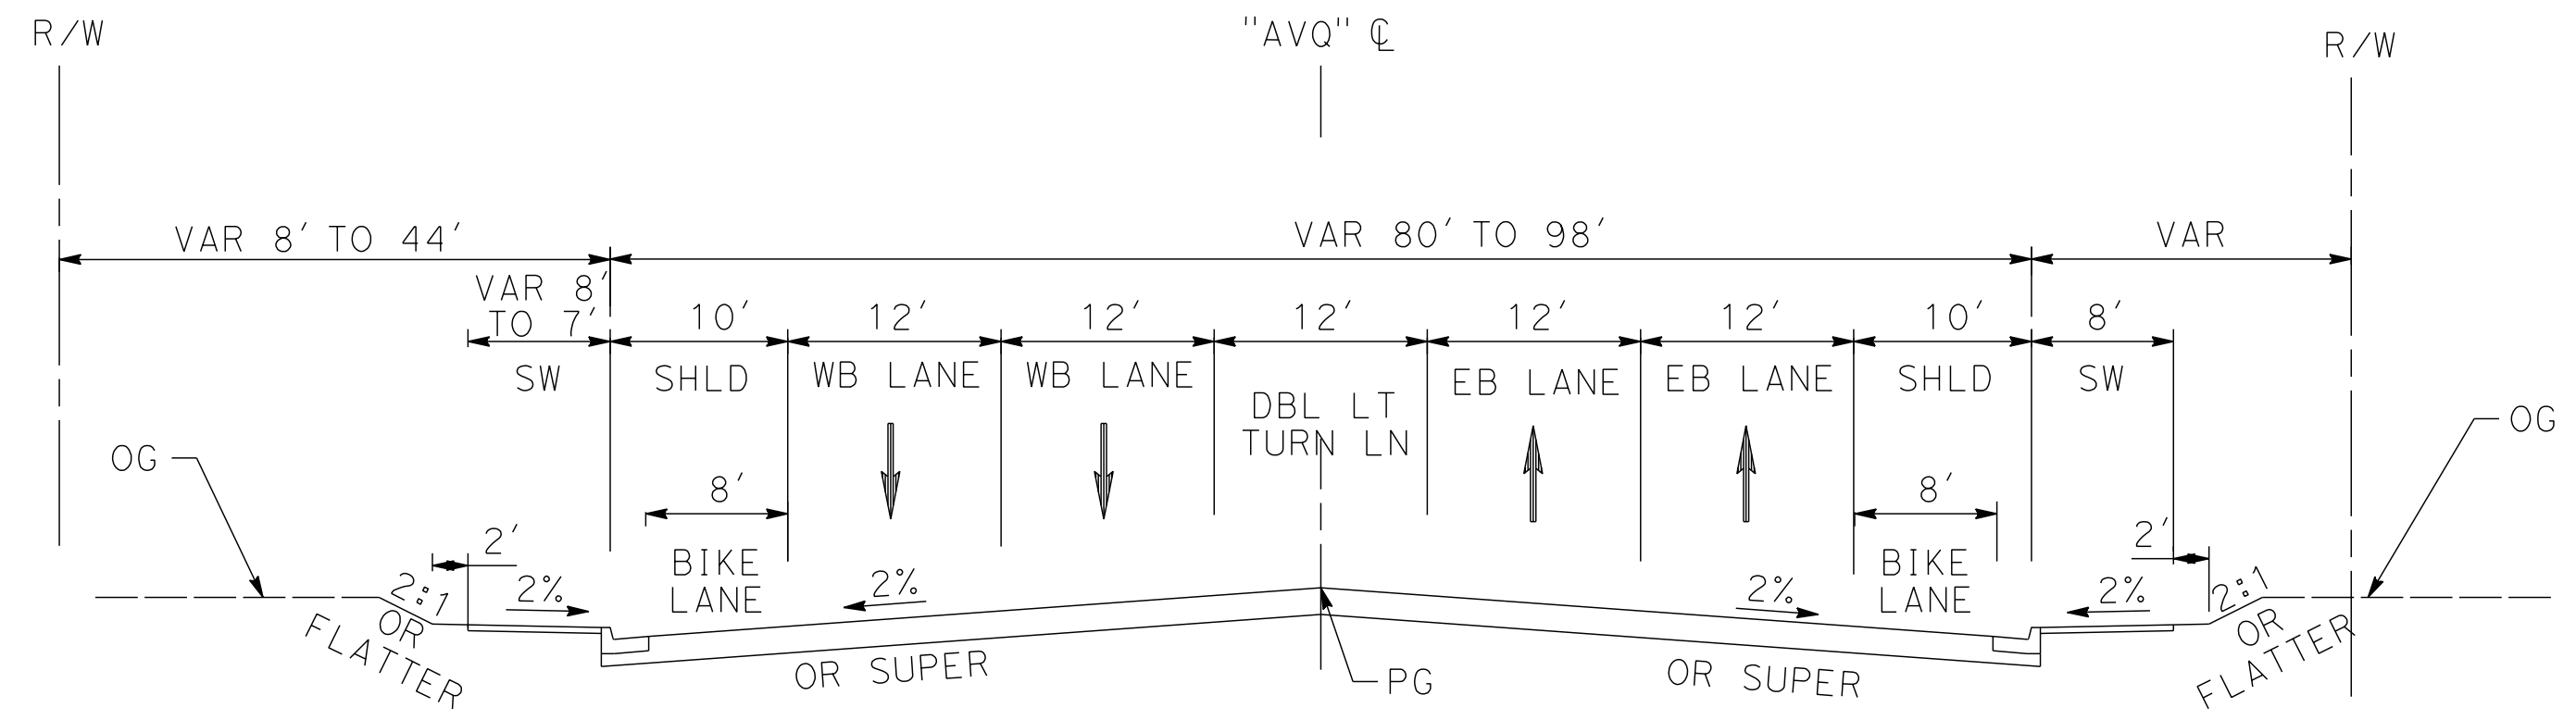 R/W
"AVQ" ℄
R/W
VAR 8' TO 44'
VAR 80' TO 98'
VAR
VAR 8'
TO 7'
10'
12'
12'
12'
12'
12'
10'
8'
SW
SHLD
WB LANE
WB LANE
DBL LT
TURN LN
EB LANE
EB LANE
SHLD
SW
OG
OG
8'
8'
2'
2'
BIKE
LANE
BIKE
LANE
2:1
OR
FLATTER
2%
2%
2%
2%
2:1
OR
FLATTER
OR SUPER
PG
OR SUPER